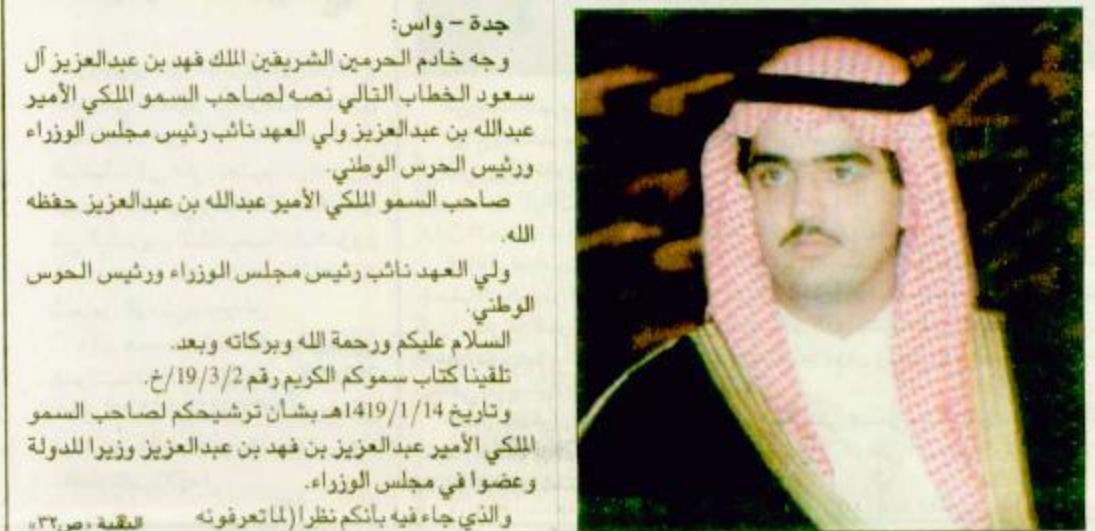 جدة – واس:
وجه خادم الحرمين الشريفين الملك فهد بن عبدالعزيز آل
سعود الخطاب التالي نصه لصاحب السمو الملكي الأمير
عبدالله بن عبدالعزيز ولي العهد نائب رئيس مجلس الوزراء
ورئيس الحرس الوطني.
صاحب السمو الملكي الأمير عبدالله بن عبدالعزيز حفظه
الله.
ولي العهد نائب رئيس مجلس الوزراء ورئيس الحرس
الوطني.
السلام عليكم ورحمة الله وبركاته وبعد.
تلقينا كتاب سموكم الكريم رقم 19/3/2/خ.
وتاريخ 1419/1/14هـ بشأن ترشيحكم لصاحب السمو
الملكي الأمير عبدالعزيز بن فهد بن عبدالعزيز وزيرا للدولة
وعضوا في مجلس الوزراء.
والذي جاء فيه بأنكم نظرا (لما تعرفونه
البقية «ص٣٢»